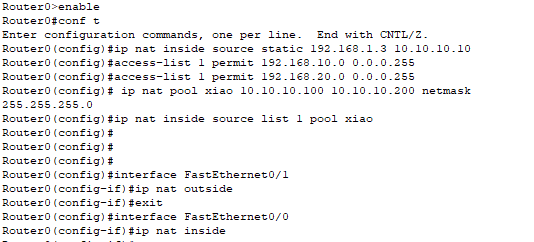 Router0>enable
Router0#conf t
Enter configuration commands, one per line.  End with CNTL/Z.
Router0(config)#ip nat inside source static 192.168.1.3 10.10.10.10
Router0(config)#access-list 1 permit 192.168.10.0 0.0.0.255
Router0(config)#access-list 1 permit 192.168.20.0 0.0.0.255
Router0(config)# ip nat pool xiao 10.10.10.100 10.10.10.200 netmask
255.255.255.0
Router0(config)#ip nat inside source list 1 pool xiao
Router0(config)#
Router0(config)#
Router0(config)#
Router0(config)#interface FastEthernet0/1
Router0(config-if)#ip nat outside
Router0(config-if)#exit
Router0(config)#interface FastEthernet0/0
Router0(config-if)#ip nat inside